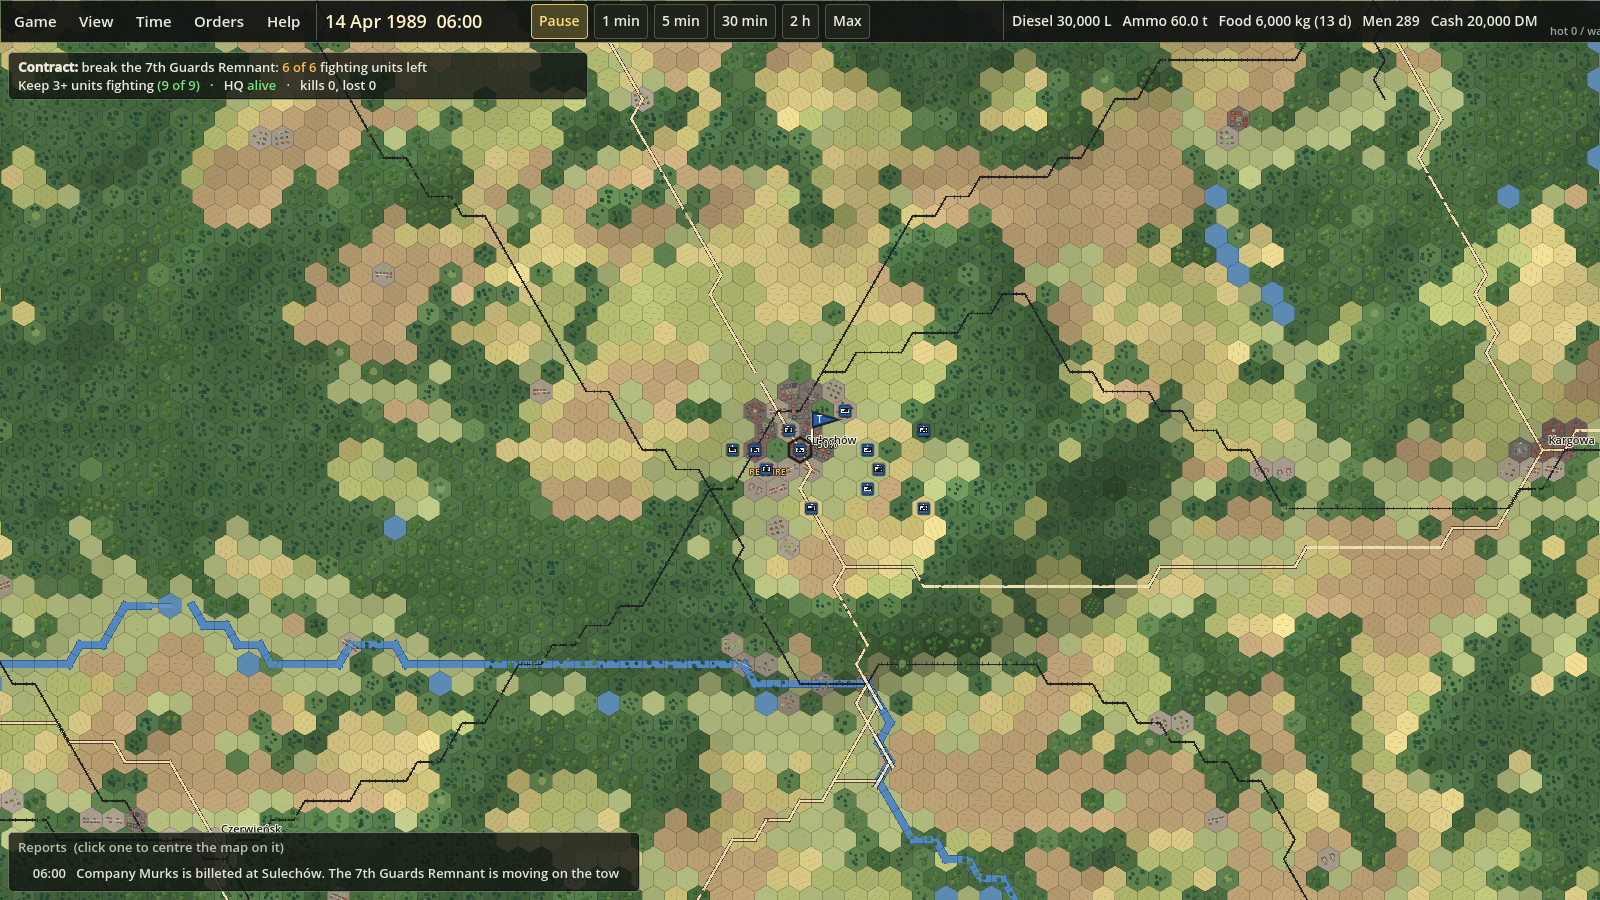 Game View Time Orders Help 14 Apr 1989 06:00 Pause 1 min 5 min 30 min 2 h Max Diesel 30,000 L Ammo 60.0 t Food 6,000 kg (13 d) Men 289 Cash 20,000 DM
hot 0 / wa
Contract: break the 7th Guards Remnant: 6 of 6 fighting units left
Keep 3+ units fighting (9 of 9) · HQ alive · kills 0, lost 0
T
Sulechów
Kargowa
Czerwieńsk
Reports (click one to centre the map on it)
06:00 Company Murks is billeted at Sulechów. The 7th Guards Remnant is moving on the tow